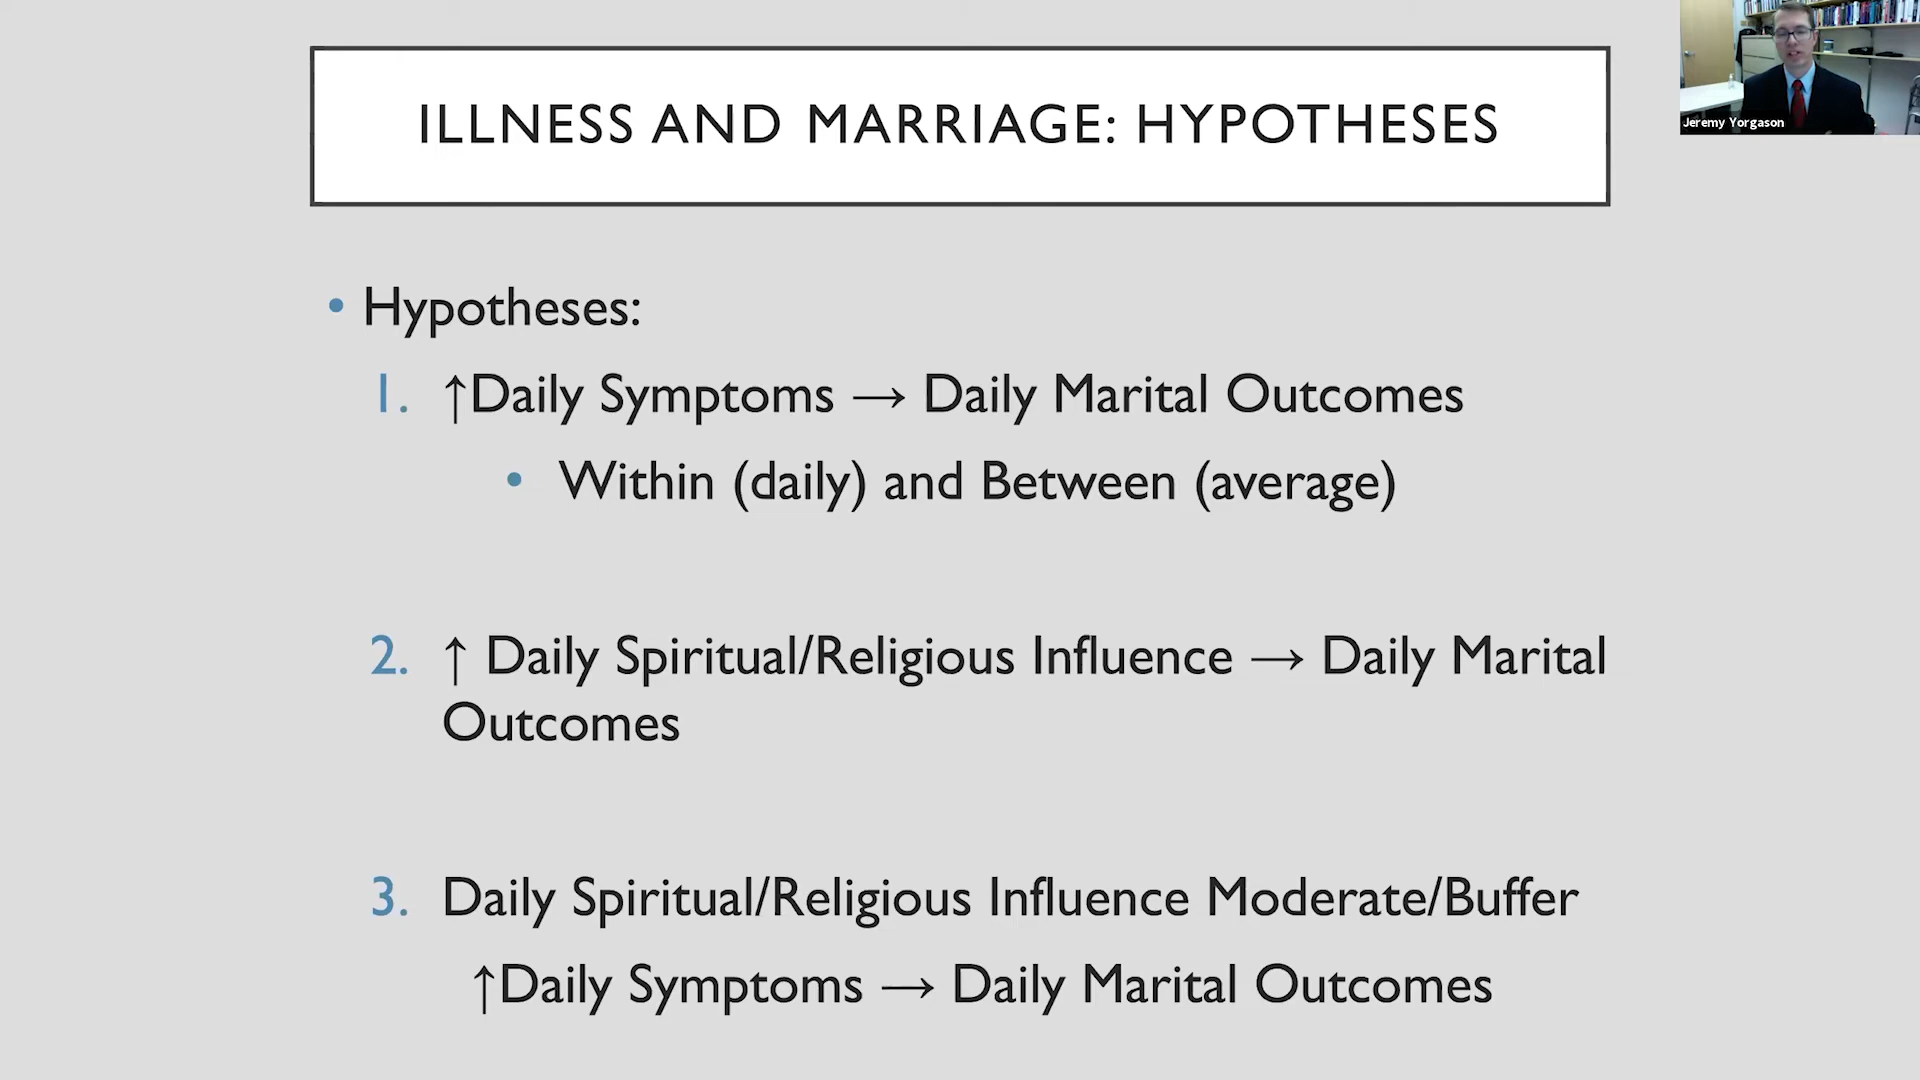 ILLNESS AND MARRIAGE: HYPOTHESES
Jeremy Yorgason
• Hypotheses:
1. ↑Daily Symptoms → Daily Marital Outcomes
• Within (daily) and Between (average)
2. ↑ Daily Spiritual/Religious Influence → Daily Marital
Outcomes
3. Daily Spiritual/Religious Influence Moderate/Buffer
↑Daily Symptoms → Daily Marital Outcomes